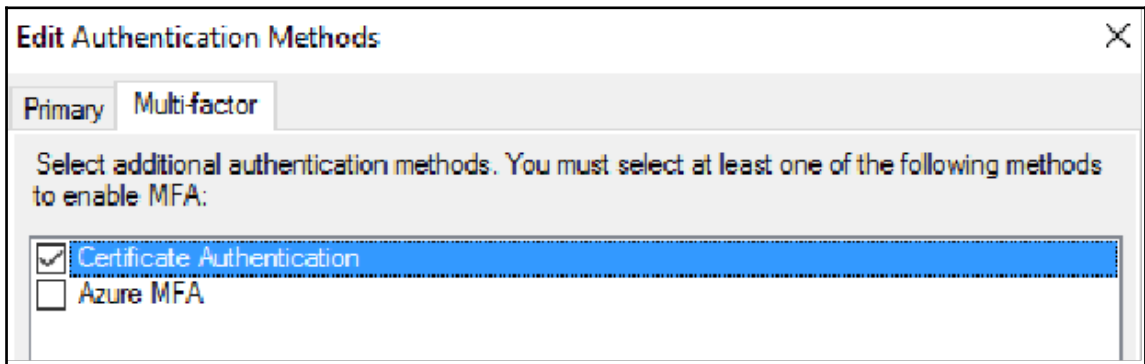 Edit Authentication Methods
Primary Multi-factor
Select additional authentication methods. You must select at least one of the following methods
to enable MFA:
Certificate Authentication
Azure MFA